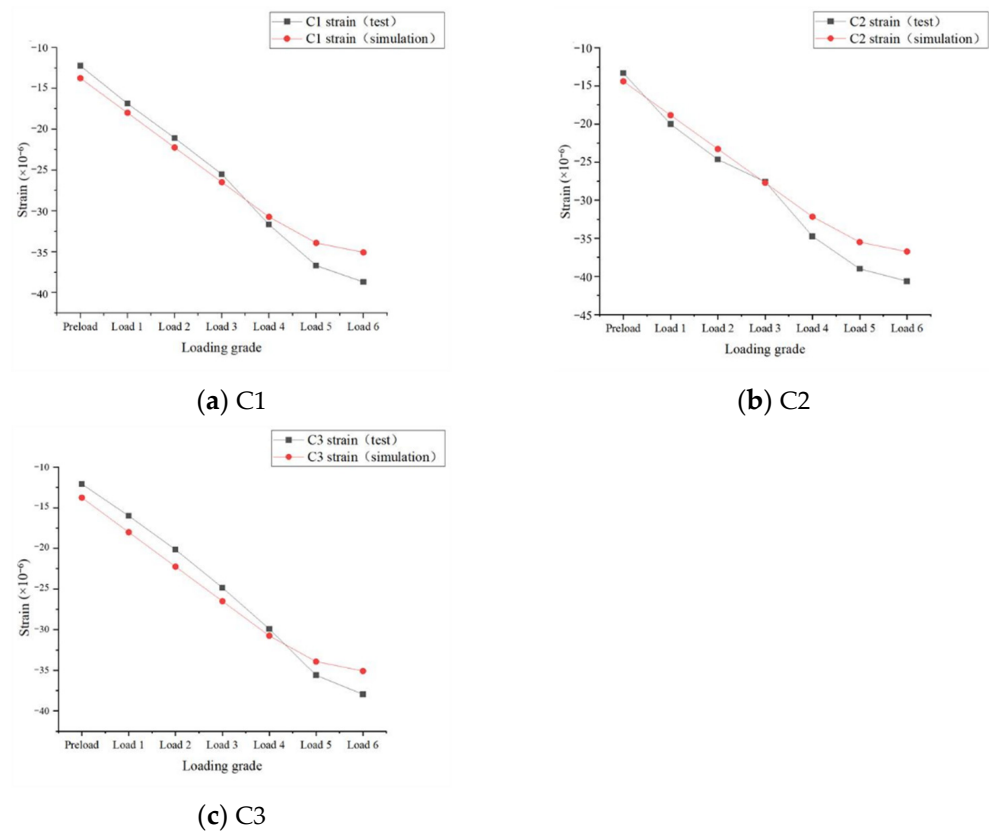 C1 strain（test）
C1 strain（simulation）
−10
−15
−20
−25
−30
−35
−40
Strain (×10⁻⁶)
Preload Load 1 Load 2 Load 3 Load 4 Load 5 Load 6
Loading grade
(a) C1
C2 strain（test）
C2 strain（simulation）
−10
−15
−20
−25
−30
−35
−40
−45
Strain (×10⁻⁶)
Preload Load 1 Load 2 Load 3 Load 4 Load 5 Load 6
Loading grade
(b) C2
C3 strain（test）
C3 strain（simulation）
−10
−15
−20
−25
−30
−35
−40
Strain (×10⁻⁶)
Preload Load 1 Load 2 Load 3 Load 4 Load 5 Load 6
Loading grade
(c) C3